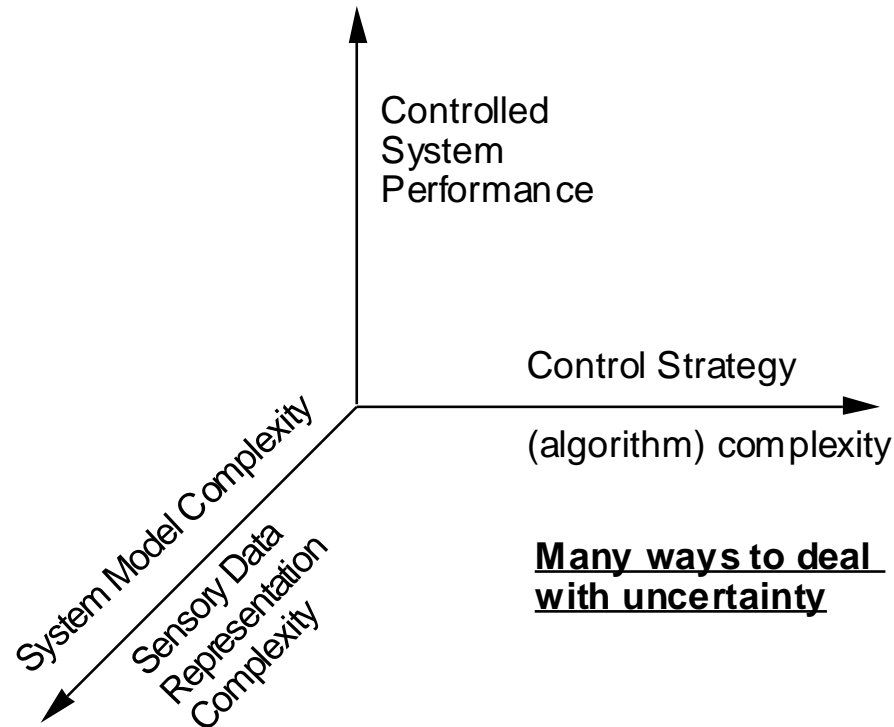 Controlled
System
Performance
Control Strategy
(algorithm) complexity
System Model Complexity
Sensory Data
Representation
Complexity
Many ways to deal
with uncertainty